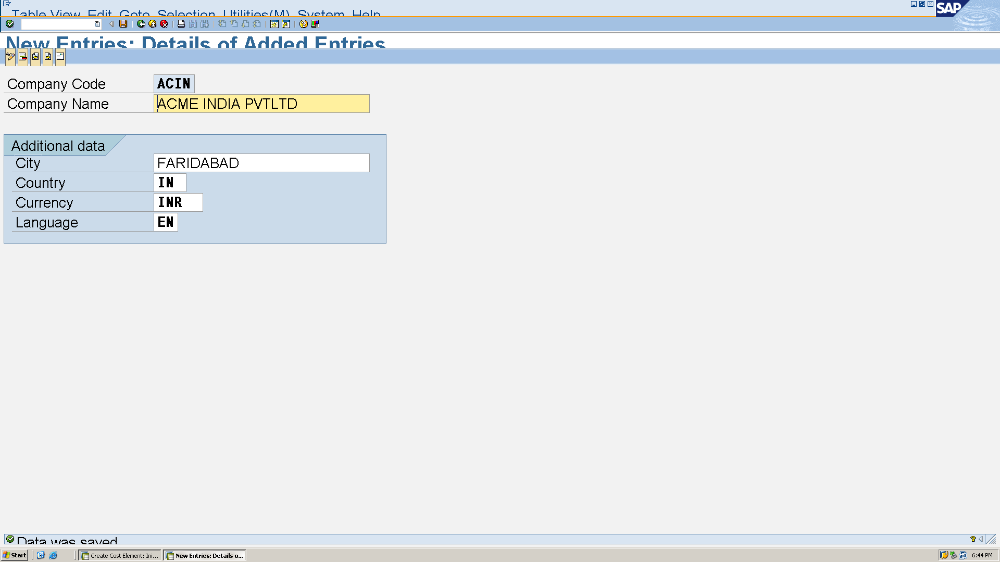 Table View Edit Goto Selection Utilities(M) System Help
SAP
New Entries: Details of Added Entries
Company Code ACIN
Company Name ACME INDIA PVTLTD
Additional data
City FARIDABAD
Country IN
Currency INR
Language EN
Data was saved
Start Create Cost Element: Ini... New Entries: Details o... 6:44 PM